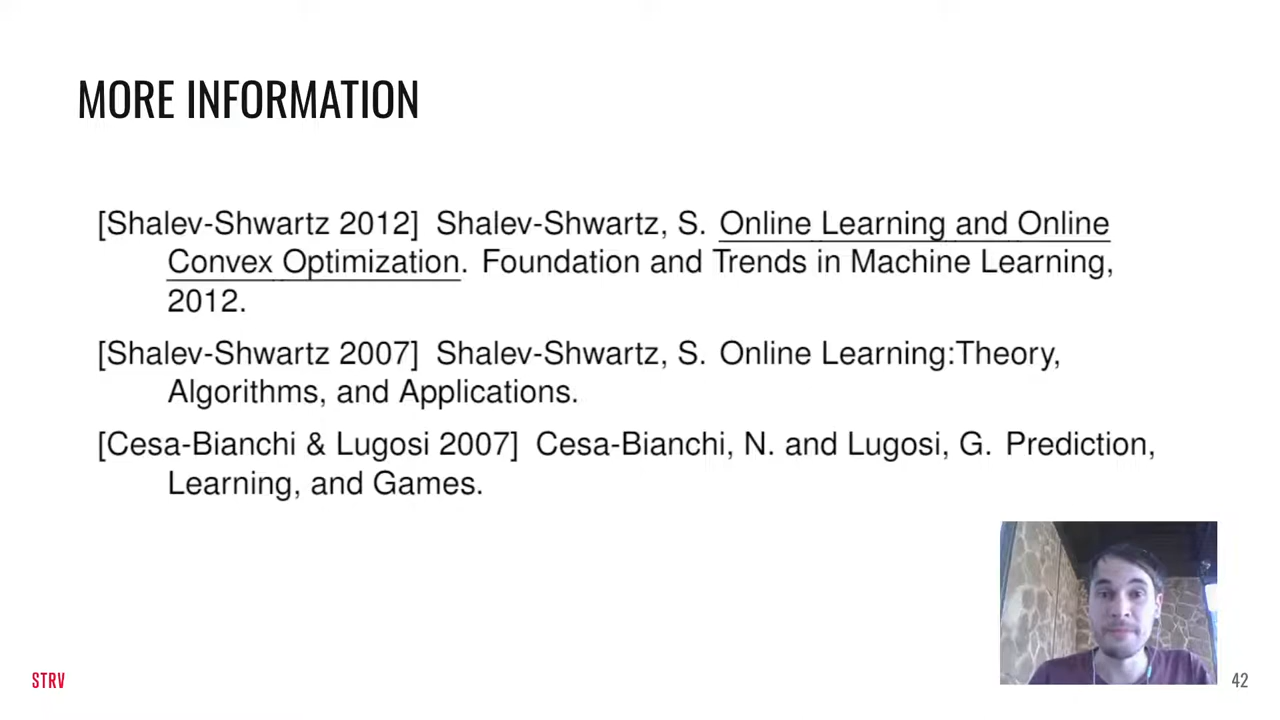 MORE INFORMATION
[Shalev-Shwartz 2012] Shalev-Shwartz, S. Online Learning and Online
Convex Optimization. Foundation and Trends in Machine Learning,
2012.
[Shalev-Shwartz 2007] Shalev-Shwartz, S. Online Learning:Theory,
Algorithms, and Applications.
[Cesa-Bianchi & Lugosi 2007] Cesa-Bianchi, N. and Lugosi, G. Prediction,
Learning, and Games.
STRV
42